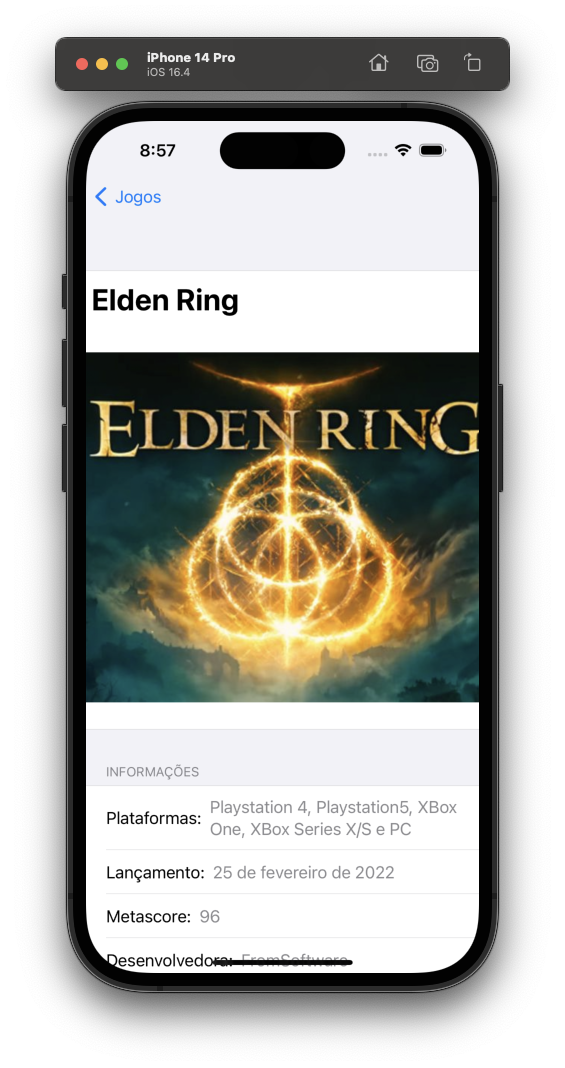 iPhone 14 Pro
iOS 16.4
8:57
Jogos
Elden Ring
ELDEN RING
INFORMAÇÕES
Plataformas: Playstation 4, Playstation5, XBox
One, XBox Series X/S e PC
Lançamento: 25 de fevereiro de 2022
Metascore: 96
Desenvolvedora: FromSoftware